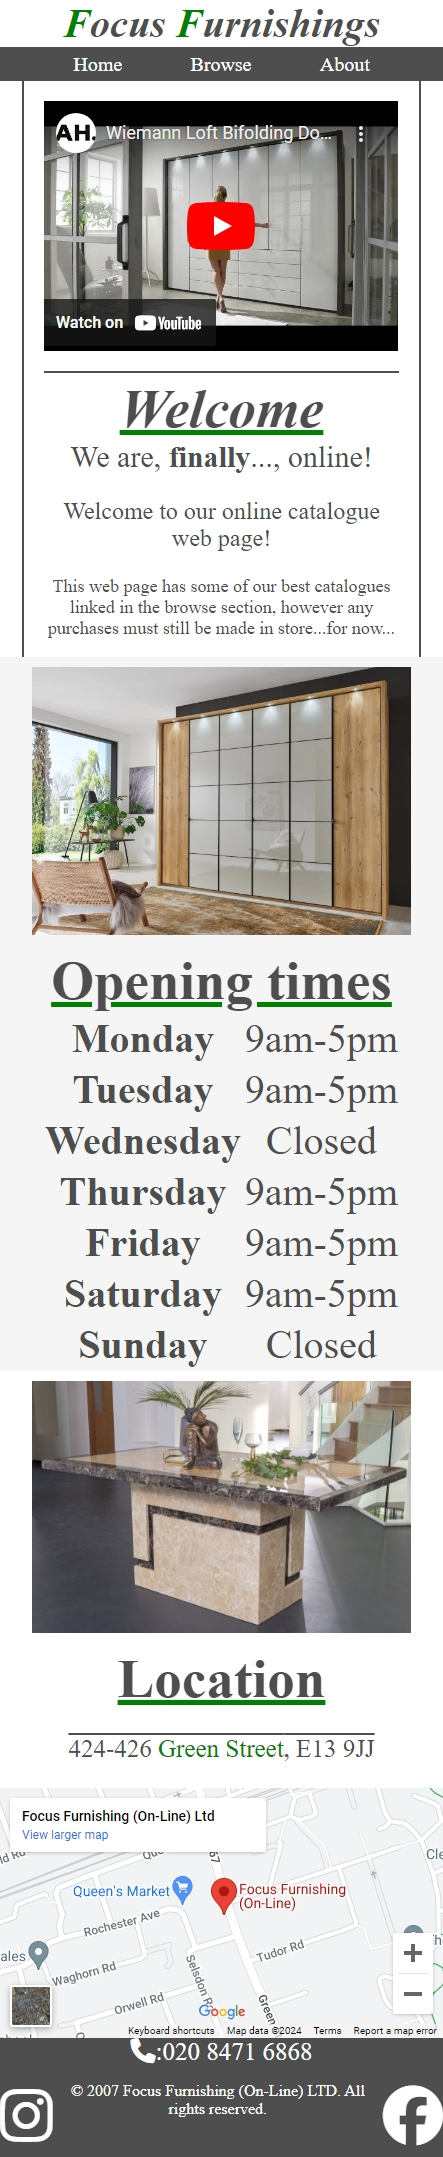 Focus Furnishings
Home Browse About
AH. Wiemann Loft Bifolding Do...
Watch on YouTube
Welcome
We are, finally..., online!
Welcome to our online catalogue
web page!
This web page has some of our best catalogues
linked in the browse section, however any
purchases must still be made in store...for now...
Opening times
Monday 9am-5pm
Tuesday 9am-5pm
Wednesday Closed
Thursday 9am-5pm
Friday 9am-5pm
Saturday 9am-5pm
Sunday Closed
Location
424-426 Green Street, E13 9JJ
Focus Furnishing (On-Line) Ltd
View larger map
Queen's Market
Focus Furnishing
(On-Line)
Rochester Ave
Tudor Rd
Waghorn Rd
Selsdon R
Orwell Rd
Green
Google
Keyboard shortcuts Map data ©2024 Terms Report a map error
:020 8471 6868
© 2007 Focus Furnishing (On-Line) LTD. All
rights reserved.